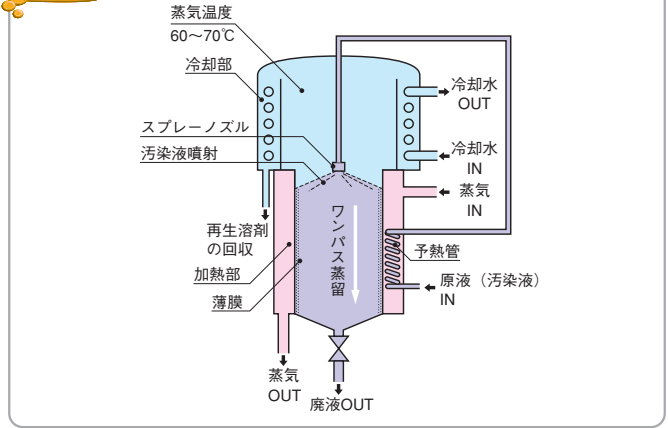 蒸気温度
60～70℃
冷却部
スプレーノズル
汚染液噴射
再生溶剤
の回収
加熱部
薄膜
蒸気
OUT
廃液OUT
ワンパス蒸留
冷却水
OUT
冷却水
IN
蒸気
IN
予熱管
原液（汚染液）
IN